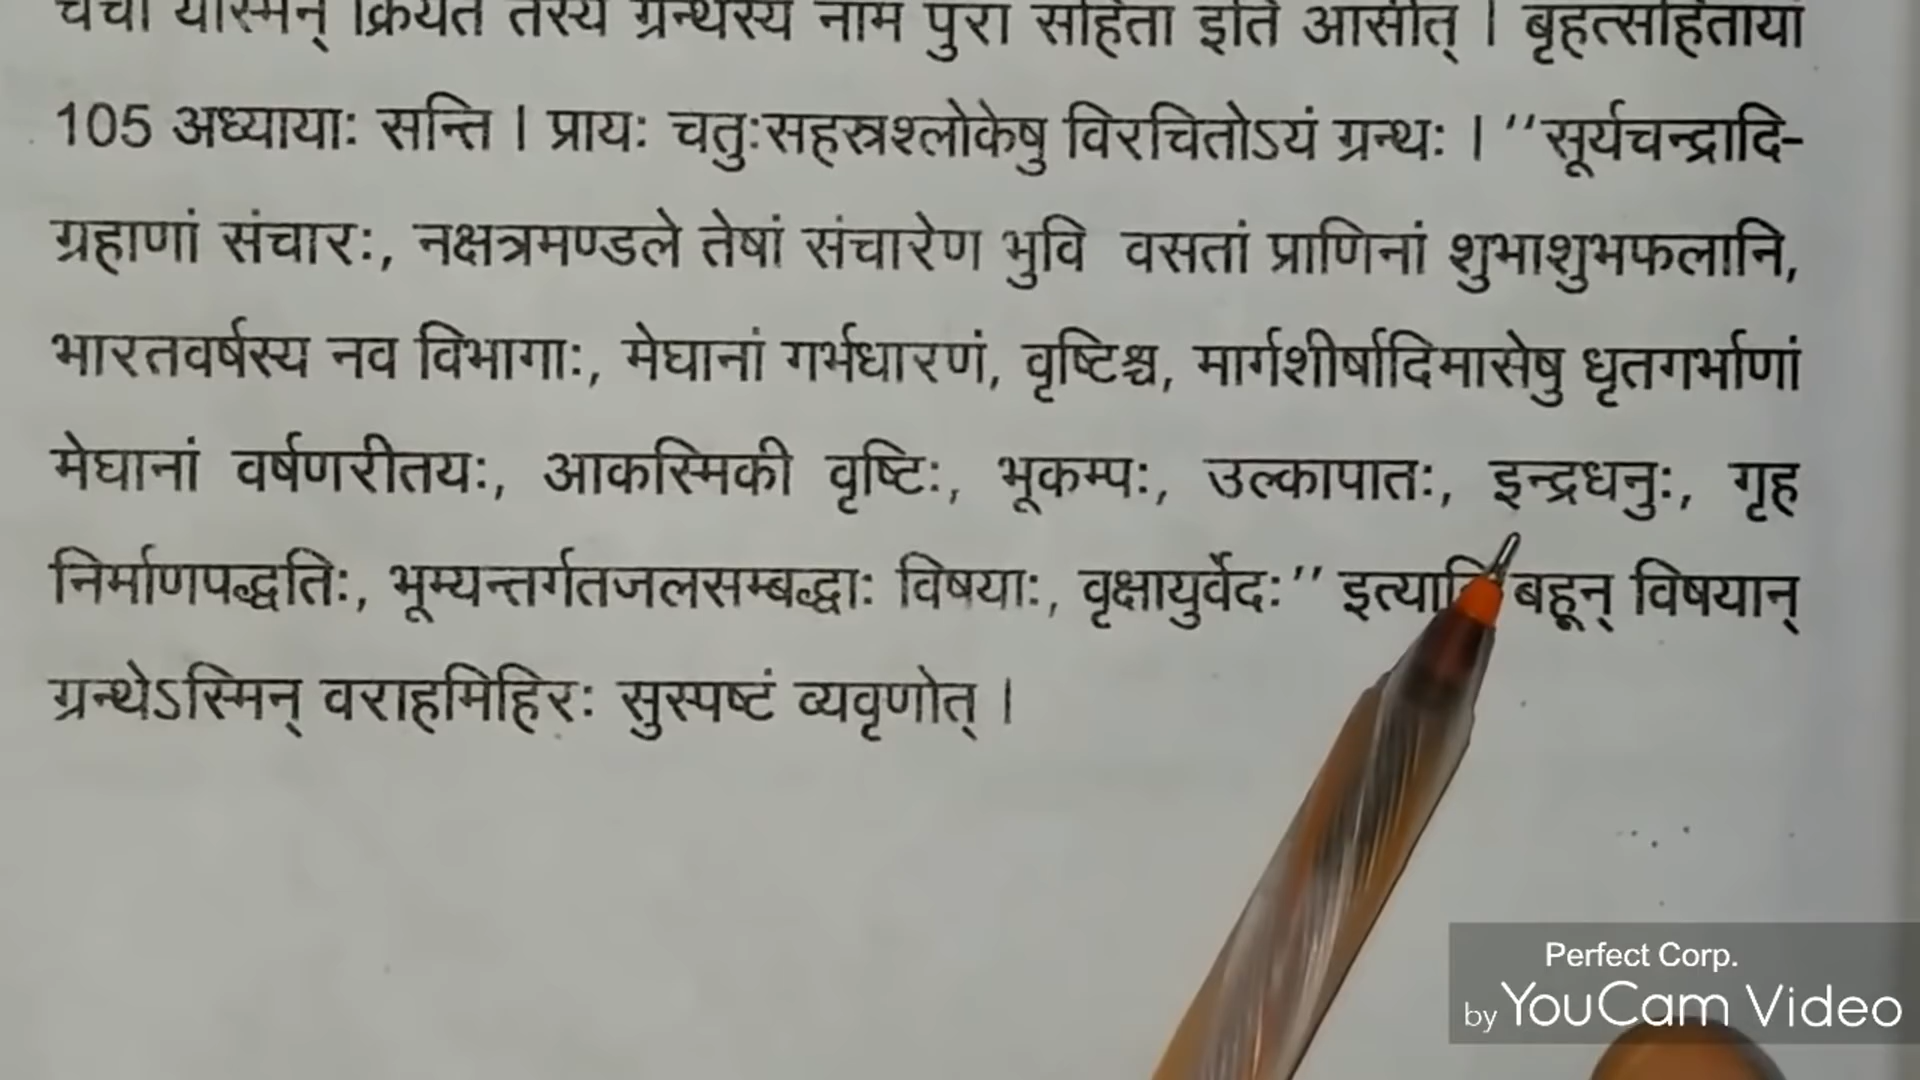 चर्चा यस्मिन् क्रियते तस्य ग्रन्थस्य नाम पुरा संहिता इति आसीत् । बृहत्संहितायां
105 अध्यायाः सन्ति । प्रायः चतुःसहस्रश्लोकेषु विरचितोऽयं ग्रन्थः । ‘‘सूर्यचन्द्रादि-
ग्रहाणां संचारः, नक्षत्रमण्डले तेषां संचारेण भुवि वसतां प्राणिनां शुभाशुभफलानि,
भारतवर्षस्य नव विभागाः, मेघानां गर्भधारणं, वृष्टिश्च, मार्गशीर्षादिमासेषु धृतगर्भाणां
मेघानां वर्षणरीतयः, आकस्मिकी वृष्टिः, भूकम्पः, उल्कापातः, इन्द्रधनुः, गृह
निर्माणपद्धतिः, भूम्यन्तर्गतजलसम्बद्धाः विषयाः, वृक्षायुर्वेदः’’ इत्यादि बहून् विषयान्
ग्रन्थेऽस्मिन् वराहमिहिरः सुस्पष्टं व्यवृणोत् ।
Perfect Corp.
by YouCam Video